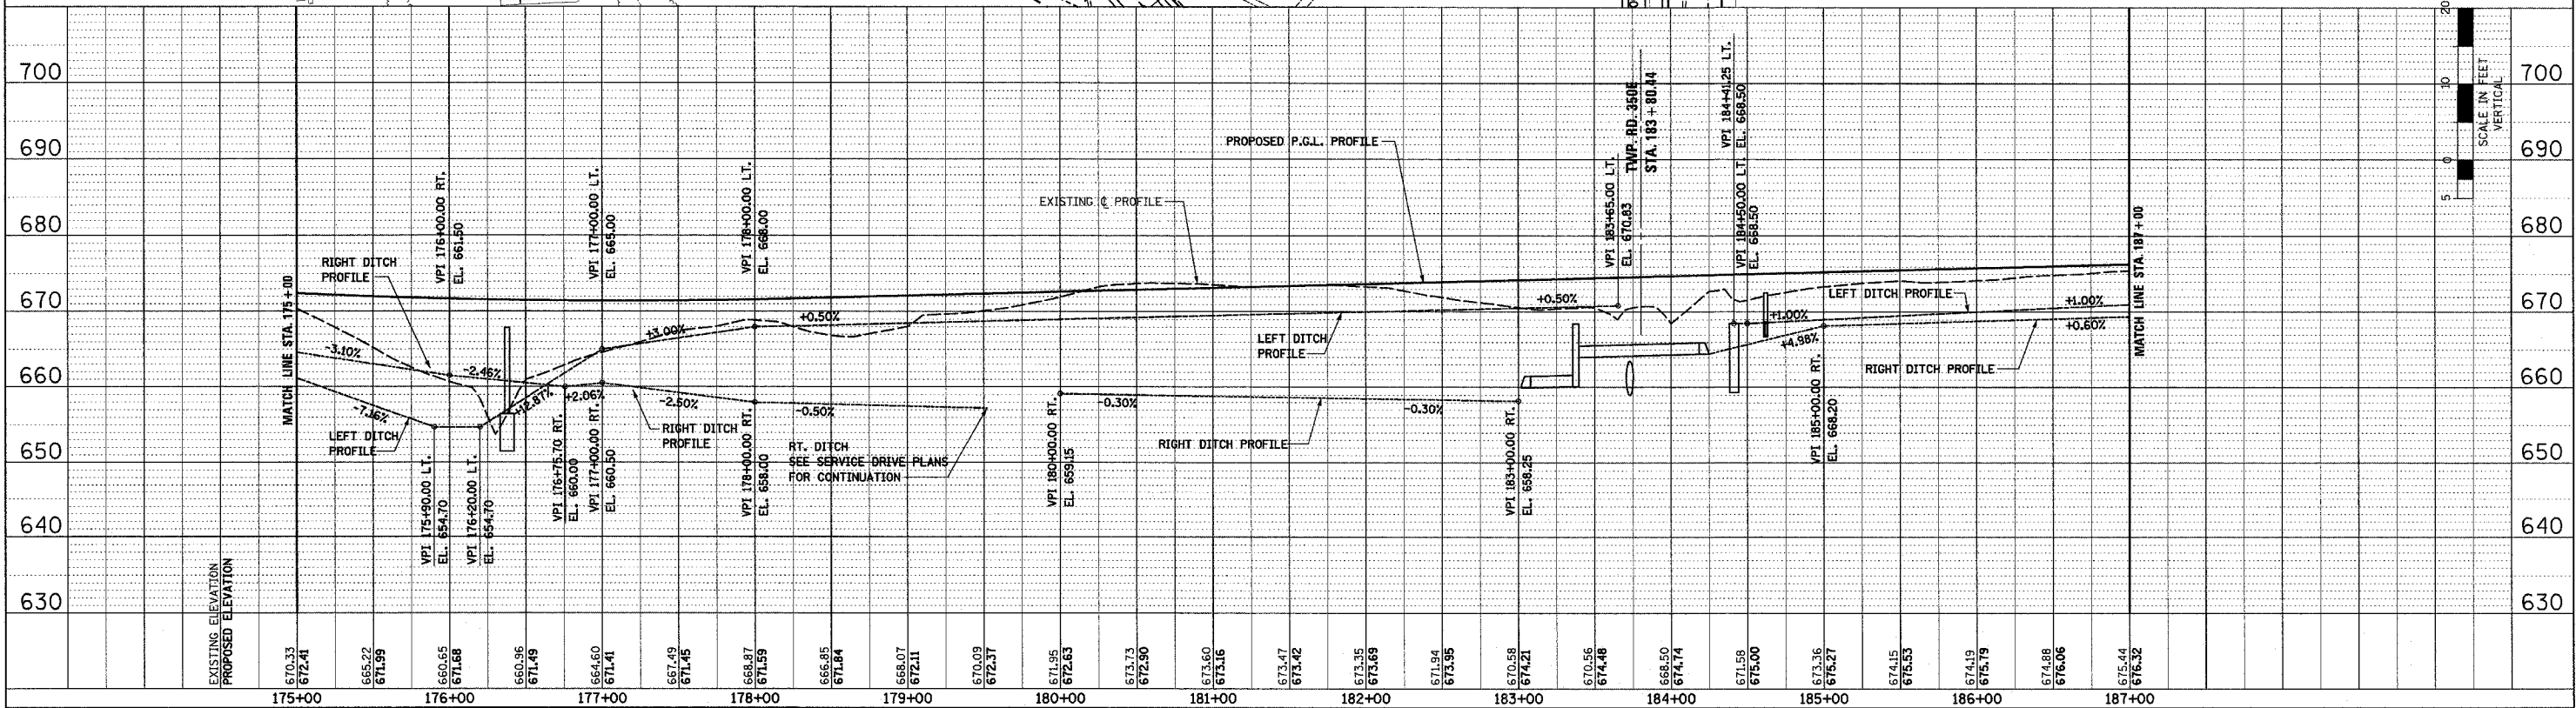 700
690
680
670
660
650
640
630
EXISTING ELEVATION
PROPOSED ELEVATION
MATCH LINE STA. 175+00
RIGHT DITCH
PROFILE
-3.10%
-7.16%
LEFT DITCH
PROFILE
VPI 176+00.00 RT.
EL. 661.50
-2.46%
+12.87%
VPI 175+90.00 LT.
EL. 654.70
VPI 176+20.00 LT.
EL. 654.70
VPI 176+75.70 RT.
EL. 660.00
+2.06%
VPI 177+00.00 LT.
EL. 665.00
VPI 177+00.00 RT.
EL. 660.50
+3.00%
-2.50%
RIGHT DITCH
PROFILE
VPI 178+00.00 LT.
EL. 668.00
VPI 178+00.00 RT.
EL. 658.00
+0.50%
-0.50%
RT. DITCH
SEE SERVICE DRIVE PLANS
FOR CONTINUATION
EXISTING ℄ PROFILE
PROPOSED P.G.L. PROFILE
VPI 180+00.00 RT.
EL. 659.15
-0.30%
RIGHT DITCH PROFILE
LEFT DITCH
PROFILE
-0.30%
VPI 183+00.00 RT.
EL. 658.25
+0.50%
VPI 183+65.00 LT.
EL. 670.83
TWP. RD. 350E
STA. 183+80.44
VPI 184+41.25 LT.
EL. 668.50
VPI 184+50.00 LT.
EL. 668.50
+1.00%
+4.98%
VPI 185+00.00 RT.
EL. 668.20
LEFT DITCH PROFILE
RIGHT DITCH PROFILE
+1.00%
+0.60%
MATCH LINE STA. 187+00
20
10
0
5
SCALE IN FEET
VERTICAL
700
690
680
670
660
650
640
630
670.33
672.41
665.22
671.99
660.65
671.68
660.96
671.49
664.60
671.41
667.49
671.45
668.87
671.59
666.85
671.84
668.07
672.11
670.09
672.37
671.95
672.63
673.73
672.90
673.60
673.16
673.47
673.42
673.35
673.69
671.94
673.95
670.58
674.21
670.56
674.48
668.50
674.74
671.58
675.00
673.36
675.27
674.15
675.53
674.19
675.79
674.88
676.06
675.44
676.32
175+00
176+00
177+00
178+00
179+00
180+00
181+00
182+00
183+00
184+00
185+00
186+00
187+00